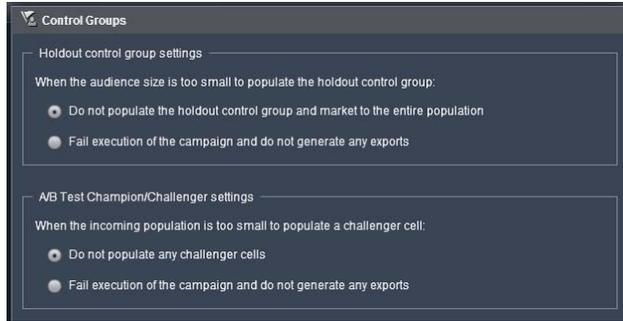 Control Groups
Holdout control group settings
When the audience size is too small to populate the holdout control group:
Do not populate the holdout control group and market to the entire population
Fail execution of the campaign and do not generate any exports
A/B Test Champion/Challenger settings
When the incoming population is too small to populate a challenger cell:
Do not populate any challenger cells
Fail execution of the campaign and do not generate any exports